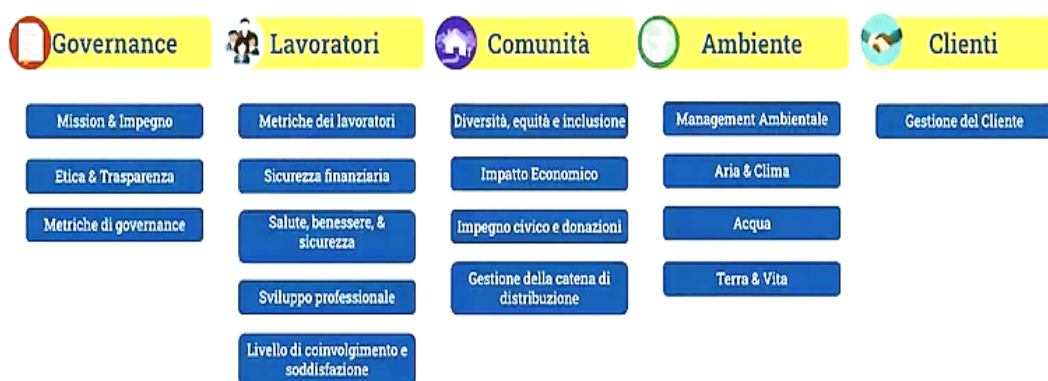 Governance
Mission & Impegno
Etica & Trasparenza
Metriche di governance
Lavoratori
Metriche dei lavoratori
Sicurezza finanziaria
Salute, benessere, &
sicurezza
Sviluppo professionale
Livello di coinvolgimento e
soddisfazione
Comunità
Diversità, equità e inclusione
Impatto Economico
Impegno civico e donazioni
Gestione della catena di
distribuzione
Ambiente
Management Ambientale
Aria & Clima
Acqua
Terra & Vita
Clienti
Gestione del Cliente